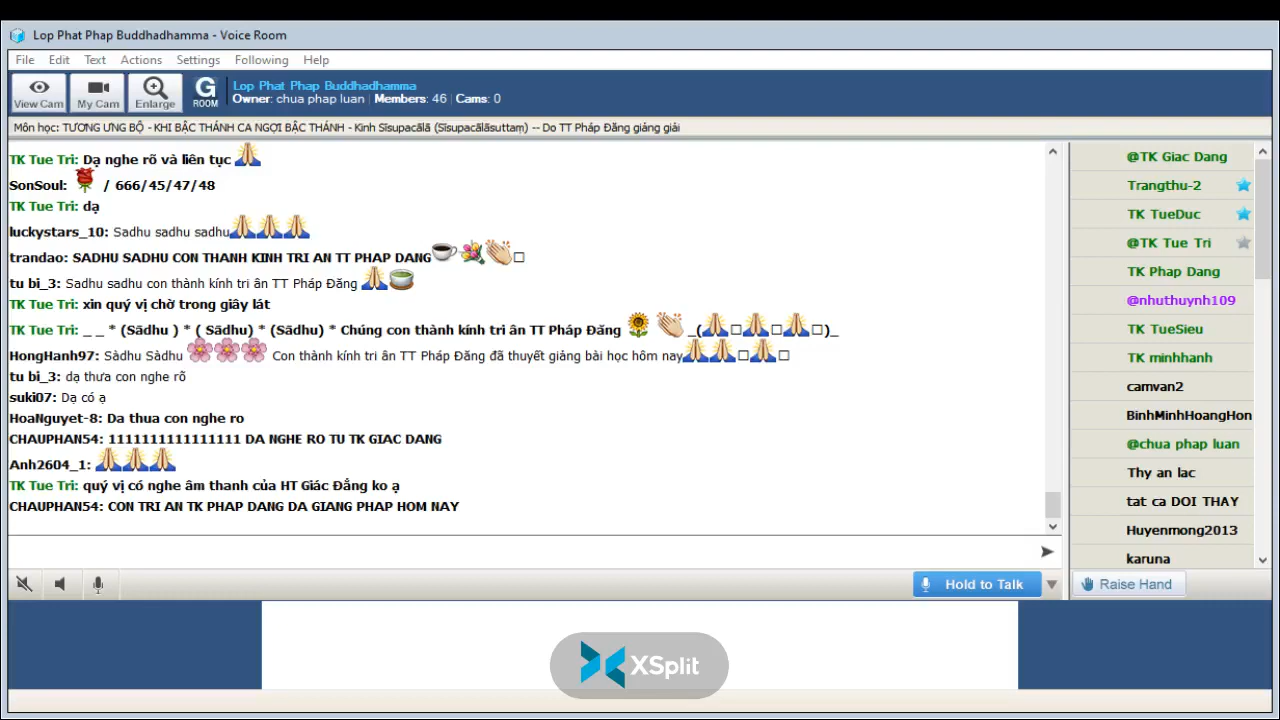 Lop Phat Phap Buddhadhamma - Voice Room
File Edit Text Actions Settings Following Help
View Cam
My Cam
Enlarge
G
ROOM
Lop Phat Phap Buddhadhamma
Owner: chua phap luan | Members: 46 | Cams: 0
Môn học: TƯƠNG ƯNG BỘ - KHI BẬC THÁNH CA NGỢI BẬC THÁNH - Kinh Sīsupacālā (Sīsupacālāsuttaṃ) -- Do TT Pháp Đăng giảng giải
TK Tue Tri: Dạ nghe rõ và liên tục 🙏
SonSoul: 🌹 / 666/45/47/48
TK Tue Tri: dạ
luckystars_10: Sadhu sadhu sadhu🙏🙏🙏
trandao: SADHU SADHU CON THANH KINH TRI AN TT PHAP DANG☕💐👏□
tu bi_3: Sadhu sadhu con thành kính tri ân TT Pháp Đăng 🙏🍵
TK Tue Tri: xin quý vị chờ trong giây lát
TK Tue Tri: _ _ * (Sādhu ) * ( Sādhu) * (Sādhu) * Chúng con thành kính tri ân TT Pháp Đăng 🌻 👏 _(🙏□🙏□🙏□)_
HongHanh97: Sàdhu Sàdhu 🌸🌸🌸 Con thành kính tri ân TT Pháp Đăng đã thuyết giảng bài học hôm nay🙏🙏□🙏□
tu bi_3: dạ thưa con nghe rõ
suki07: Dạ có ạ
HoaNguyet-8: Da thua con nghe ro
CHAUPHAN54: 1111111111111111 DA NGHE RO TU TK GIAC DANG
Anh2604_1: 🙏🙏🙏
TK Tue Tri: quý vị có nghe âm thanh của HT Giác Đẳng ko ạ
CHAUPHAN54: CON TRI AN TK PHAP DANG DA GIANG PHAP HOM NAY
@TK Giac Dang
Trangthu-2
TK TueDuc
@TK Tue Tri
TK Phap Dang
@nhuthuynh109
TK TueSieu
TK minhhanh
camvan2
BinhMinhHoangHon
@chua phap luan
Thy an lac
tat ca DOI THAY
Huyenmong2013
karuna
Hold to Talk
Raise Hand
XSplit